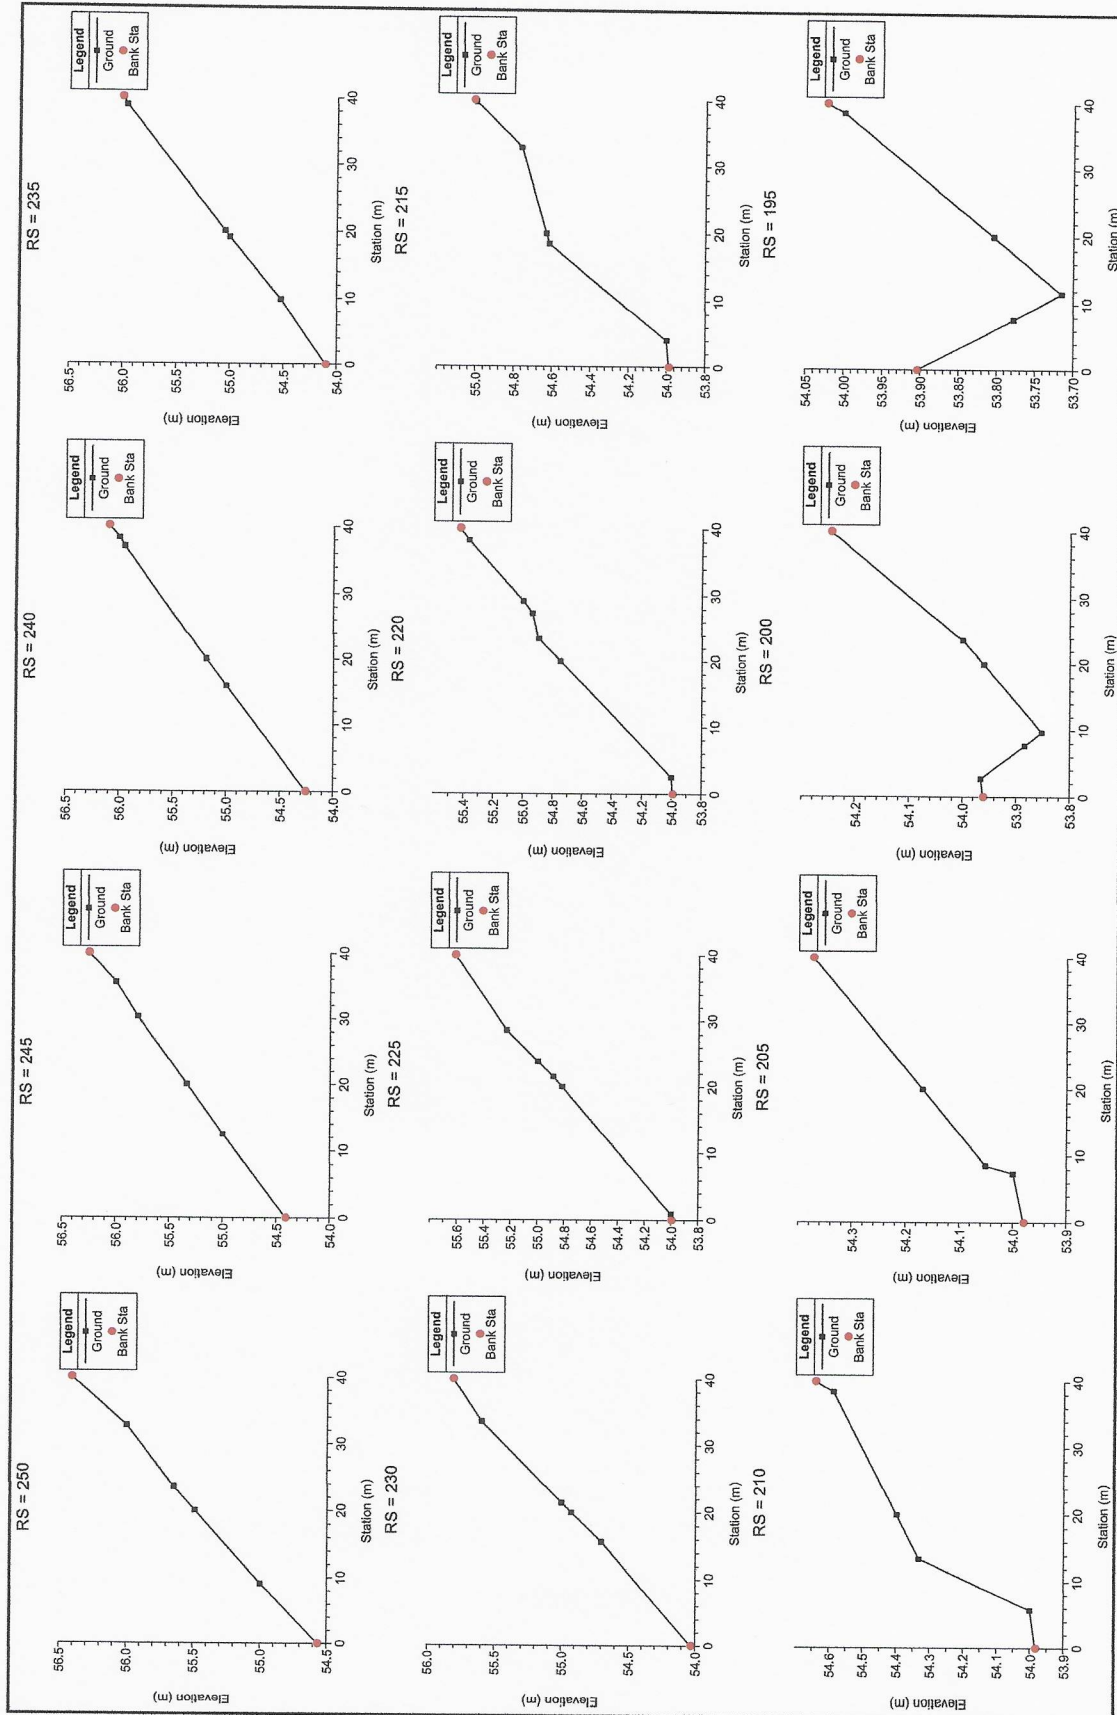 RS = 250
Legend
Ground
Bank Sta
Elevation (m)
56.5
56.0
55.5
55.0
54.5
0 10 20 30 40
Station (m)
RS = 245
Legend
Ground
Bank Sta
Elevation (m)
56.5
56.0
55.5
55.0
54.5
54.0
0 10 20 30 40
Station (m)
RS = 240
Legend
Ground
Bank Sta
Elevation (m)
56.5
56.0
55.5
55.0
54.5
54.0
0 10 20 30 40
Station (m)
RS = 235
Legend
Ground
Bank Sta
Elevation (m)
56.5
56.0
55.5
55.0
54.5
54.0
0 10 20 30 40
Station (m)
RS = 230
Legend
Ground
Bank Sta
Elevation (m)
56.0
55.5
55.0
54.5
54.0
0 10 20 30 40
Station (m)
RS = 225
Legend
Ground
Bank Sta
Elevation (m)
55.6
55.4
55.2
55.0
54.8
54.6
54.4
54.2
54.0
53.8
0 10 20 30 40
Station (m)
RS = 220
Legend
Ground
Bank Sta
Elevation (m)
55.4
55.2
55.0
54.8
54.6
54.4
54.2
54.0
53.8
0 10 20 30 40
Station (m)
RS = 215
Legend
Ground
Bank Sta
Elevation (m)
55.0
54.8
54.6
54.4
54.2
54.0
53.8
0 10 20 30 40
Station (m)
RS = 210
Legend
Ground
Bank Sta
Elevation (m)
54.6
54.5
54.4
54.3
54.2
54.1
54.0
53.9
0 10 20 30 40
Station (m)
RS = 205
Legend
Ground
Bank Sta
Elevation (m)
54.3
54.2
54.1
54.0
53.9
0 10 20 30 40
Station (m)
RS = 200
Legend
Ground
Bank Sta
Elevation (m)
54.2
54.1
54.0
53.9
53.8
0 10 20 30 40
Station (m)
RS = 195
Legend
Ground
Bank Sta
Elevation (m)
54.05
54.00
53.95
53.90
53.85
53.80
53.75
53.70
0 10 20 30 40
Station (m)